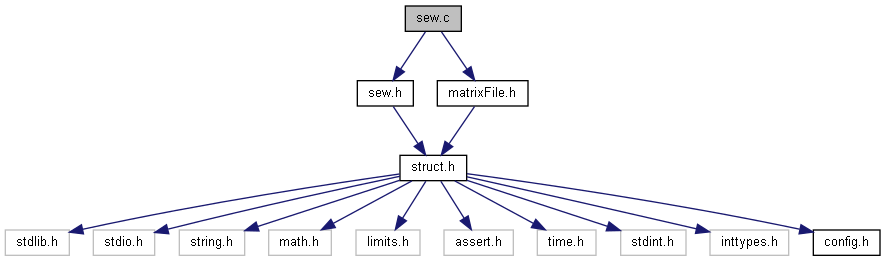 sew.c
sew.h
matrixFile.h
struct.h
stdlib.h
stdio.h
string.h
math.h
limits.h
assert.h
time.h
stdint.h
inttypes.h
config.h